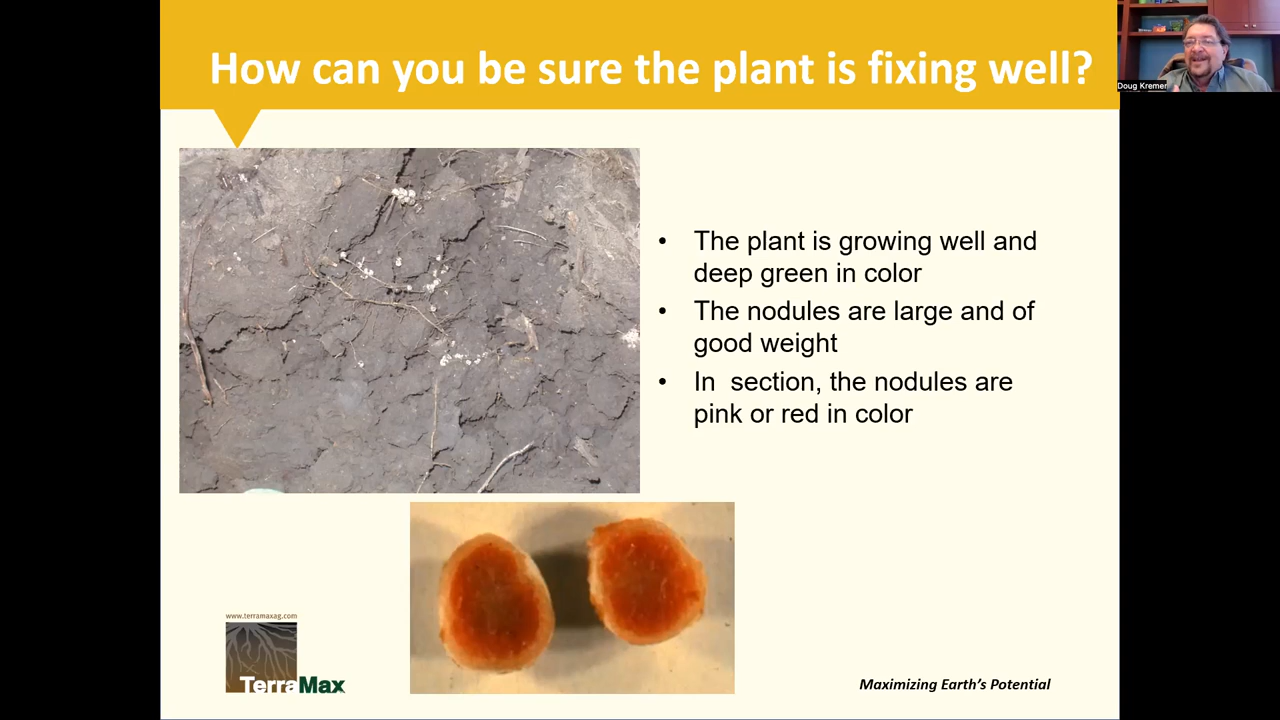 How can you be sure the plant is fixing well?
Doug Kremer
• The plant is growing well and
deep green in color
• The nodules are large and of
good weight
• In section, the nodules are
pink or red in color
www.terramaxag.com
TerraMax
Maximizing Earth's Potential